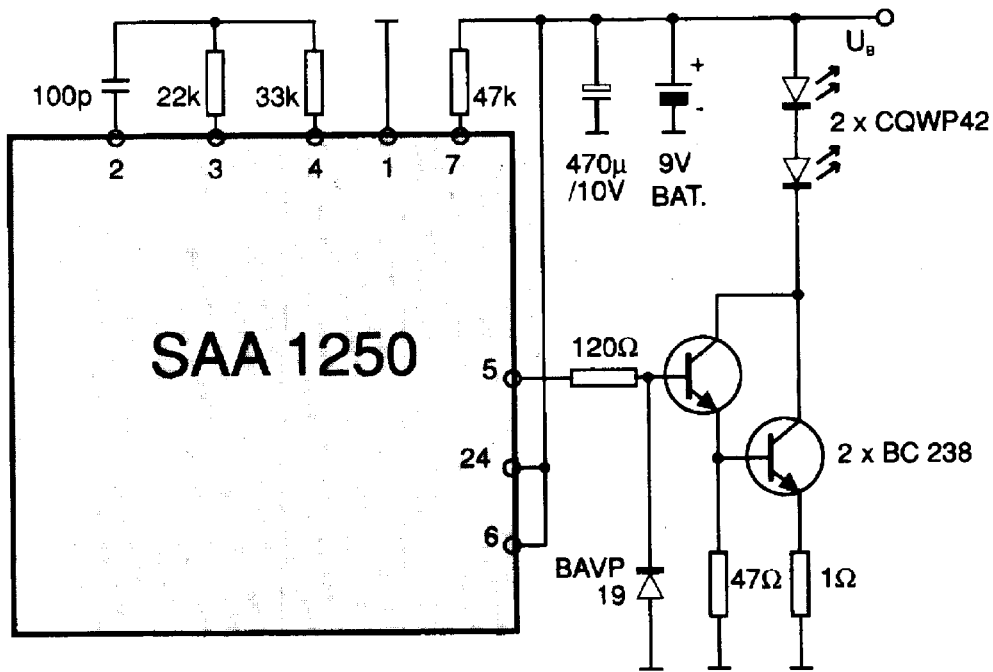 U_B
100p
22k
33k
47k
+
-
2 x CQWP42
2
3
4
1
7
470µ
/10V
9V
BAT.
SAA 1250
5
120Ω
24
2 x BC 238
6
BAVP
19
47Ω
1Ω